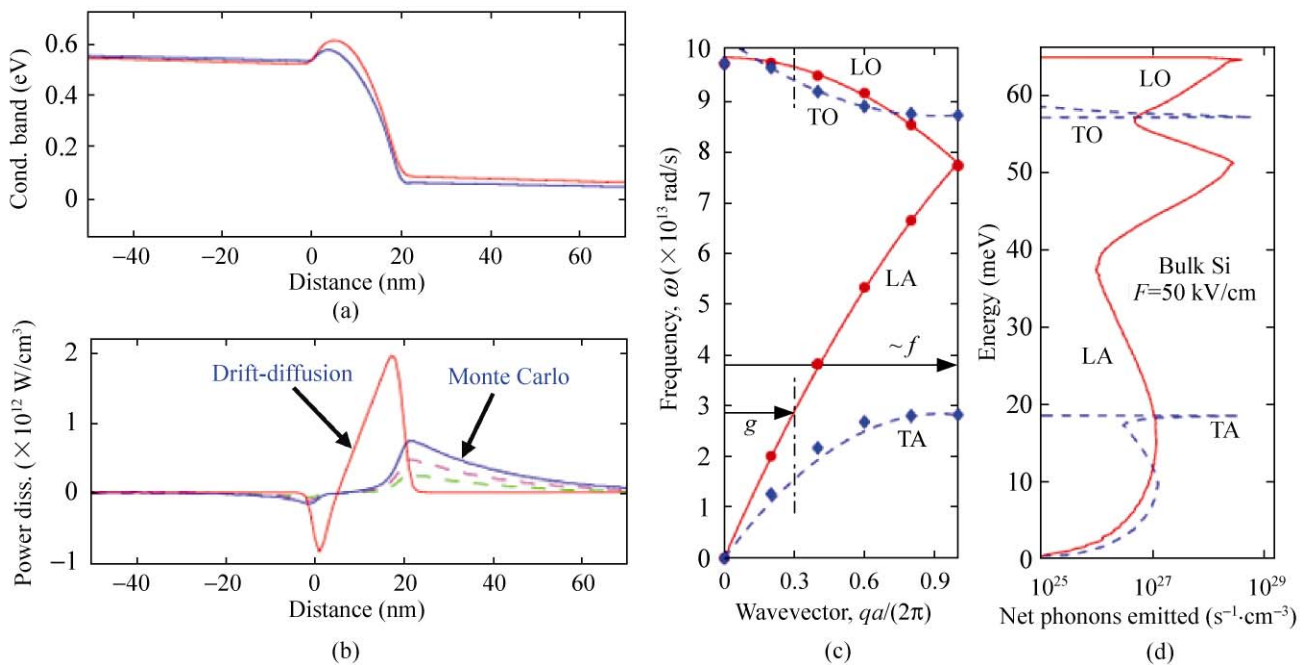 Cond. band (eV)
0.6
0.4
0.2
0
−40
−20
0
20
40
60
Distance (nm)
(a)
Power diss. (×10¹² W/cm³)
2
1
0
−1
Drift-diffusion
Monte Carlo
−40
−20
0
20
40
60
Distance (nm)
(b)
Frequency, ω(×10¹³ rad/s)
10
9
8
7
6
5
4
3
2
1
0
LO
TO
LA
~f
g
TA
0
0.3
0.6
0.9
Wavevector, qa/(2π)
(c)
Energy (meV)
60
50
40
30
20
10
0
LO
TO
Bulk Si
F=50 kV/cm
LA
TA
10²⁵
10²⁷
10²⁹
Net phonons emitted (s⁻¹·cm⁻³)
(d)